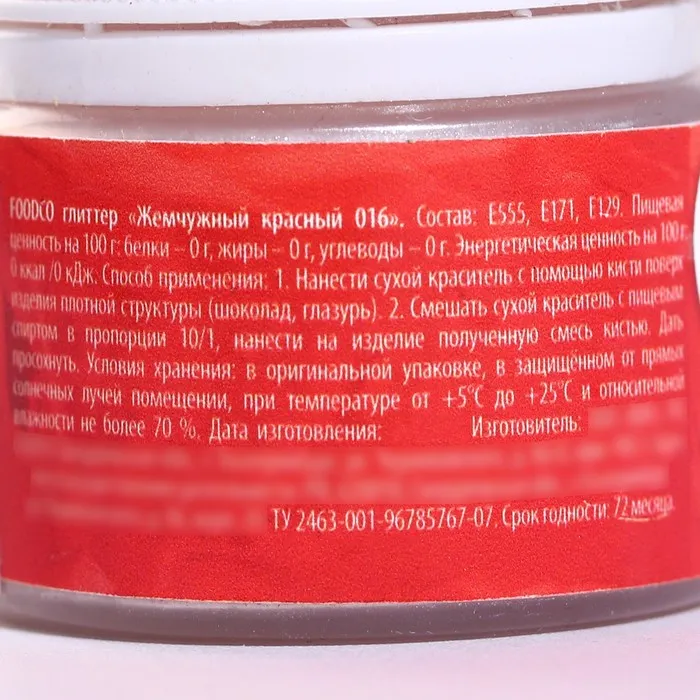 FOODCO глиттер «Жемчужный красный 016». Состав: Е555, Е171, Е129. Пищевая
ценность на 100 г: белки – 0 г, жиры – 0 г, углеводы – 0 г. Энергетическая ценность на 100 г:
0 ккал /0 кДж. Способ применения: 1. Нанести сухой краситель с помощью кисти поверх
изделия плотной структуры (шоколад, глазурь). 2. Смешать сухой краситель с пищевым
спиртом в пропорции 10/1, нанести на изделие полученную смесь кистью. Дать
просохнуть. Условия хранения: в оригинальной упаковке, в защищённом от прямых
солнечных лучей помещении, при температуре от +5°С до +25°С и относительной
влажности не более 70 %. Дата изготовления: Изготовитель:
ТУ 2463-001-96785767-07. Срок годности: 72 месяца.